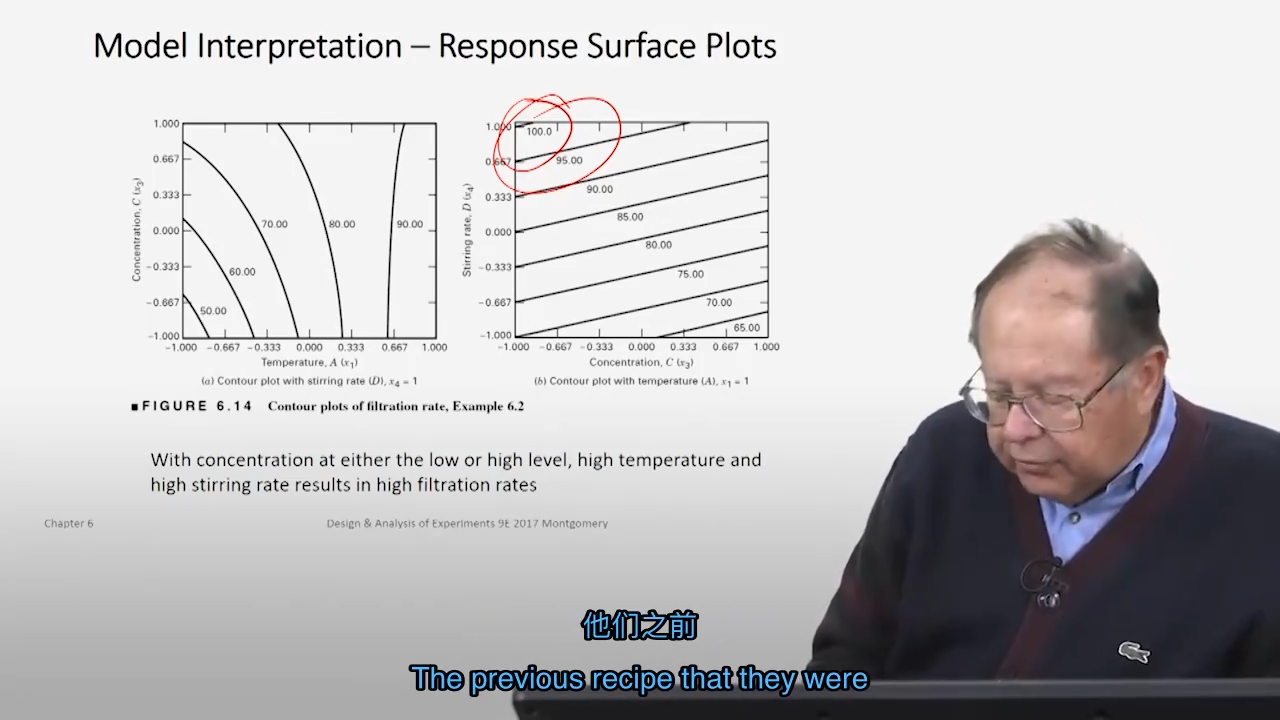 Model Interpretation – Response Surface Plots
1.000
0.667
0.333
0.000
−0.333
−0.667
−1.000
Concentration, C (x3)
50.00
60.00
70.00
80.00
90.00
−1.000 −0.667 −0.333 0.000 0.333 0.667 1.000
Temperature, A (x1)
(a) Contour plot with stirring rate (D), x4 = 1
1.000
0.667
0.333
0.000
−0.333
−0.667
−1.000
Stirring rate, D (x4)
100.0
95.00
90.00
85.00
80.00
75.00
70.00
65.00
−1.000 −0.667 −0.333 0.000 0.333 0.667 1.000
Concentration, C (x3)
(b) Contour plot with temperature (A), x1 = 1
■ FIGURE 6.14 Contour plots of filtration rate, Example 6.2
With concentration at either the low or high level, high temperature and
high stirring rate results in high filtration rates
Chapter 6
Design & Analysis of Experiments 9E 2017 Montgomery
他们之前
The previous recipe that they were